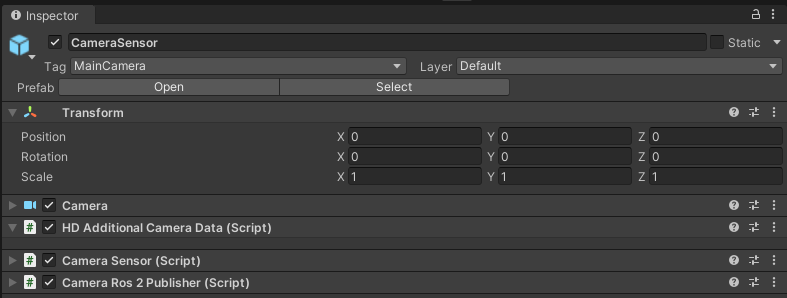 Inspector
CameraSensor Static
Tag MainCamera Layer Default
Prefab Open Select
Transform
Position X 0 Y 0 Z 0
Rotation X 0 Y 0 Z 0
Scale X 1 Y 1 Z 1
Camera
HD Additional Camera Data (Script)
Camera Sensor (Script)
Camera Ros 2 Publisher (Script)